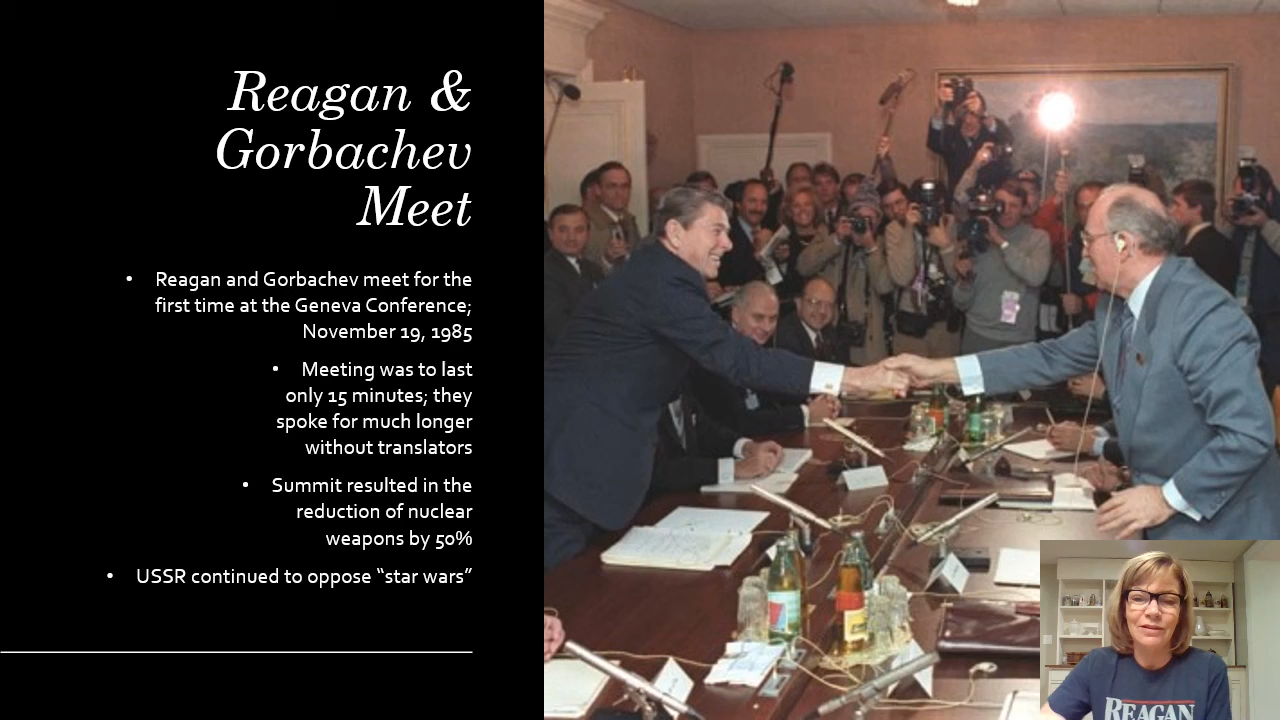 Reagan &
Gorbachev
Meet
• Reagan and Gorbachev meet for the
first time at the Geneva Conference;
November 19, 1985
• Meeting was to last
only 15 minutes; they
spoke for much longer
without translators
• Summit resulted in the
reduction of nuclear
weapons by 50%
• USSR continued to oppose “star wars”
REAGAN